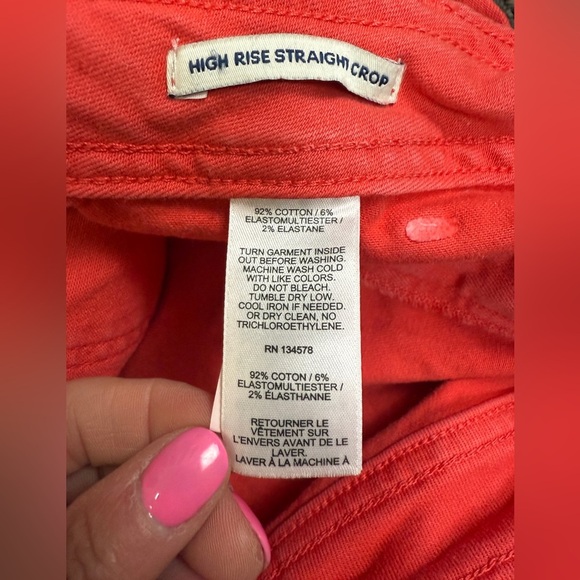 HIGH RISE STRAIGHT CROP
92% COTTON / 6%
ELASTOMULTIESTER /
2% ELASTANE
TURN GARMENT INSIDE
OUT BEFORE WASHING.
MACHINE WASH COLD
WITH LIKE COLORS.
DO NOT BLEACH.
TUMBLE DRY LOW.
COOL IRON IF NEEDED.
OR DRY CLEAN, NO
TRICHLOROETHYLENE.
RN 134578
92% COTTON / 6%
ELASTOMULTIESTER /
2% ÉLASTHANNE
RETOURNER LE
VÊTEMENT SUR
L'ENVERS AVANT DE LE
LAVER.
LAVER À LA MACHINE À